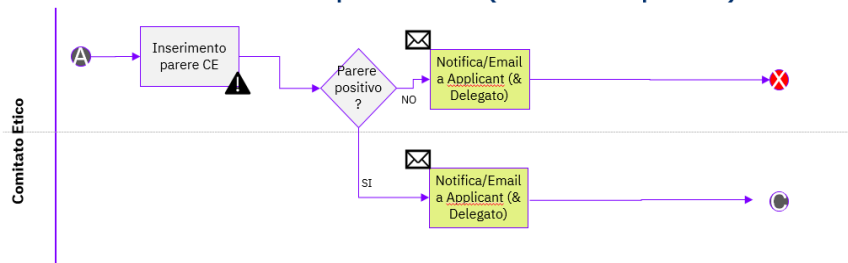 A
Inserimento
parere CE
!
Parere
positivo
?
NO
Notifica/Email
a Applicant (&
Delegato)
X
Comitato Etico
SI
Notifica/Email
a Applicant (&
Delegato)
C